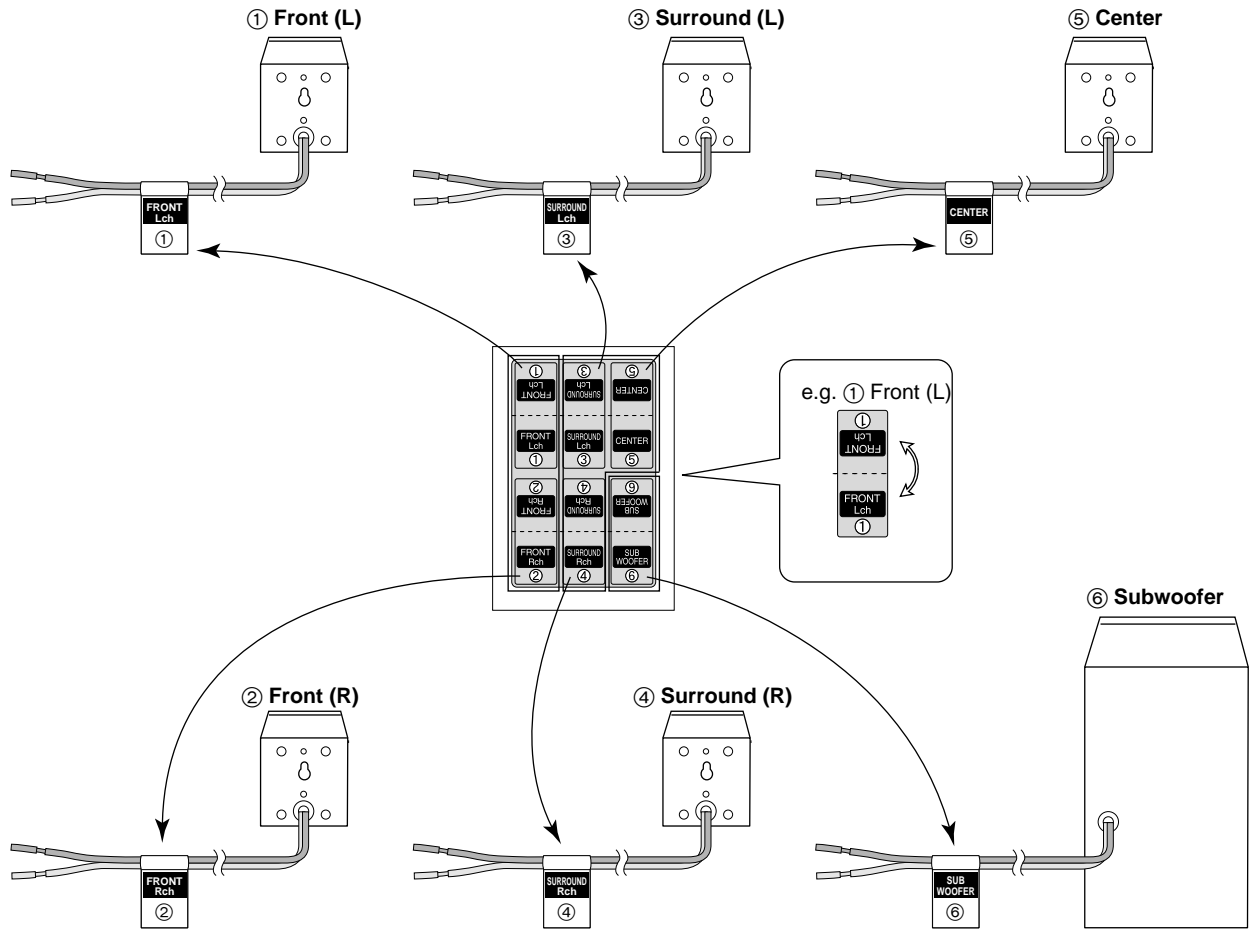 ① Front (L)
③ Surround (L)
⑤ Center
FRONT
Lch
①
SURROUND
Lch
③
CENTER
⑤
①
FRONT
Lch
③
SURROUND
Lch
⑤
CENTER
FRONT
Lch
①
SURROUND
Lch
③
CENTER
⑤
②
FRONT
Rch
④
SURROUND
Rch
⑥
SUB
WOOFER
FRONT
Rch
②
SURROUND
Rch
④
SUB
WOOFER
⑥
e.g. ① Front (L)
①
FRONT
Lch
FRONT
Lch
①
⑥ Subwoofer
② Front (R)
④ Surround (R)
FRONT
Rch
②
SURROUND
Rch
④
SUB
WOOFER
⑥